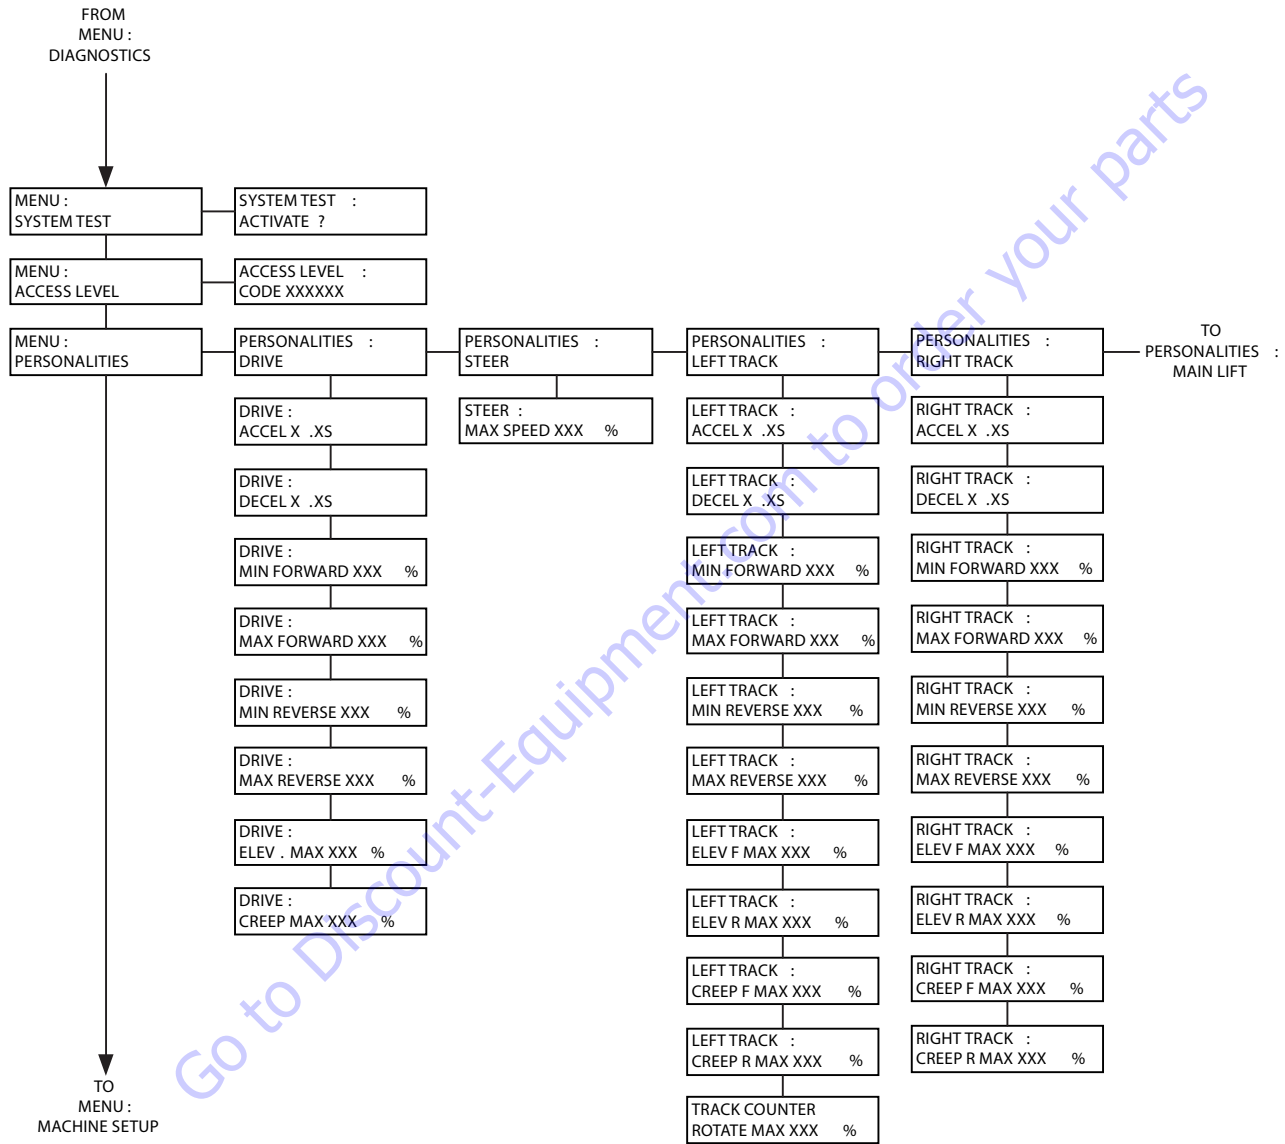 FROM
MENU :
DIAGNOSTICS
MENU :
SYSTEM TEST
SYSTEM TEST :
ACTIVATE ?
MENU :
ACCESS LEVEL
ACCESS LEVEL :
CODE XXXXXX
MENU :
PERSONALITIES
PERSONALITIES :
DRIVE
PERSONALITIES :
STEER
PERSONALITIES :
LEFT TRACK
PERSONALITIES :
RIGHT TRACK
TO
PERSONALITIES :
MAIN LIFT
DRIVE :
ACCEL X .XS
DRIVE :
DECEL X .XS
DRIVE :
MIN FORWARD XXX %
DRIVE :
MAX FORWARD XXX %
DRIVE :
MIN REVERSE XXX %
DRIVE :
MAX REVERSE XXX %
DRIVE :
ELEV . MAX XXX %
DRIVE :
CREEP MAX XXX %
STEER :
MAX SPEED XXX %
LEFT TRACK :
ACCEL X .XS
LEFT TRACK :
DECEL X .XS
LEFT TRACK :
MIN FORWARD XXX %
LEFT TRACK :
MAX FORWARD XXX %
LEFT TRACK :
MIN REVERSE XXX %
LEFT TRACK :
MAX REVERSE XXX %
LEFT TRACK :
ELEV F MAX XXX %
LEFT TRACK :
ELEV R MAX XXX %
LEFT TRACK :
CREEP F MAX XXX %
LEFT TRACK :
CREEP R MAX XXX %
TRACK COUNTER
ROTATE MAX XXX %
RIGHT TRACK :
ACCEL X .XS
RIGHT TRACK :
DECEL X .XS
RIGHT TRACK :
MIN FORWARD XXX %
RIGHT TRACK :
MAX FORWARD XXX %
RIGHT TRACK :
MIN REVERSE XXX %
RIGHT TRACK :
MAX REVERSE XXX %
RIGHT TRACK :
ELEV F MAX XXX %
RIGHT TRACK :
ELEV R MAX XXX %
RIGHT TRACK :
CREEP F MAX XXX %
RIGHT TRACK :
CREEP R MAX XXX %
TO
MENU :
MACHINE SETUP
Go to Discount-Equipment.com to order your parts